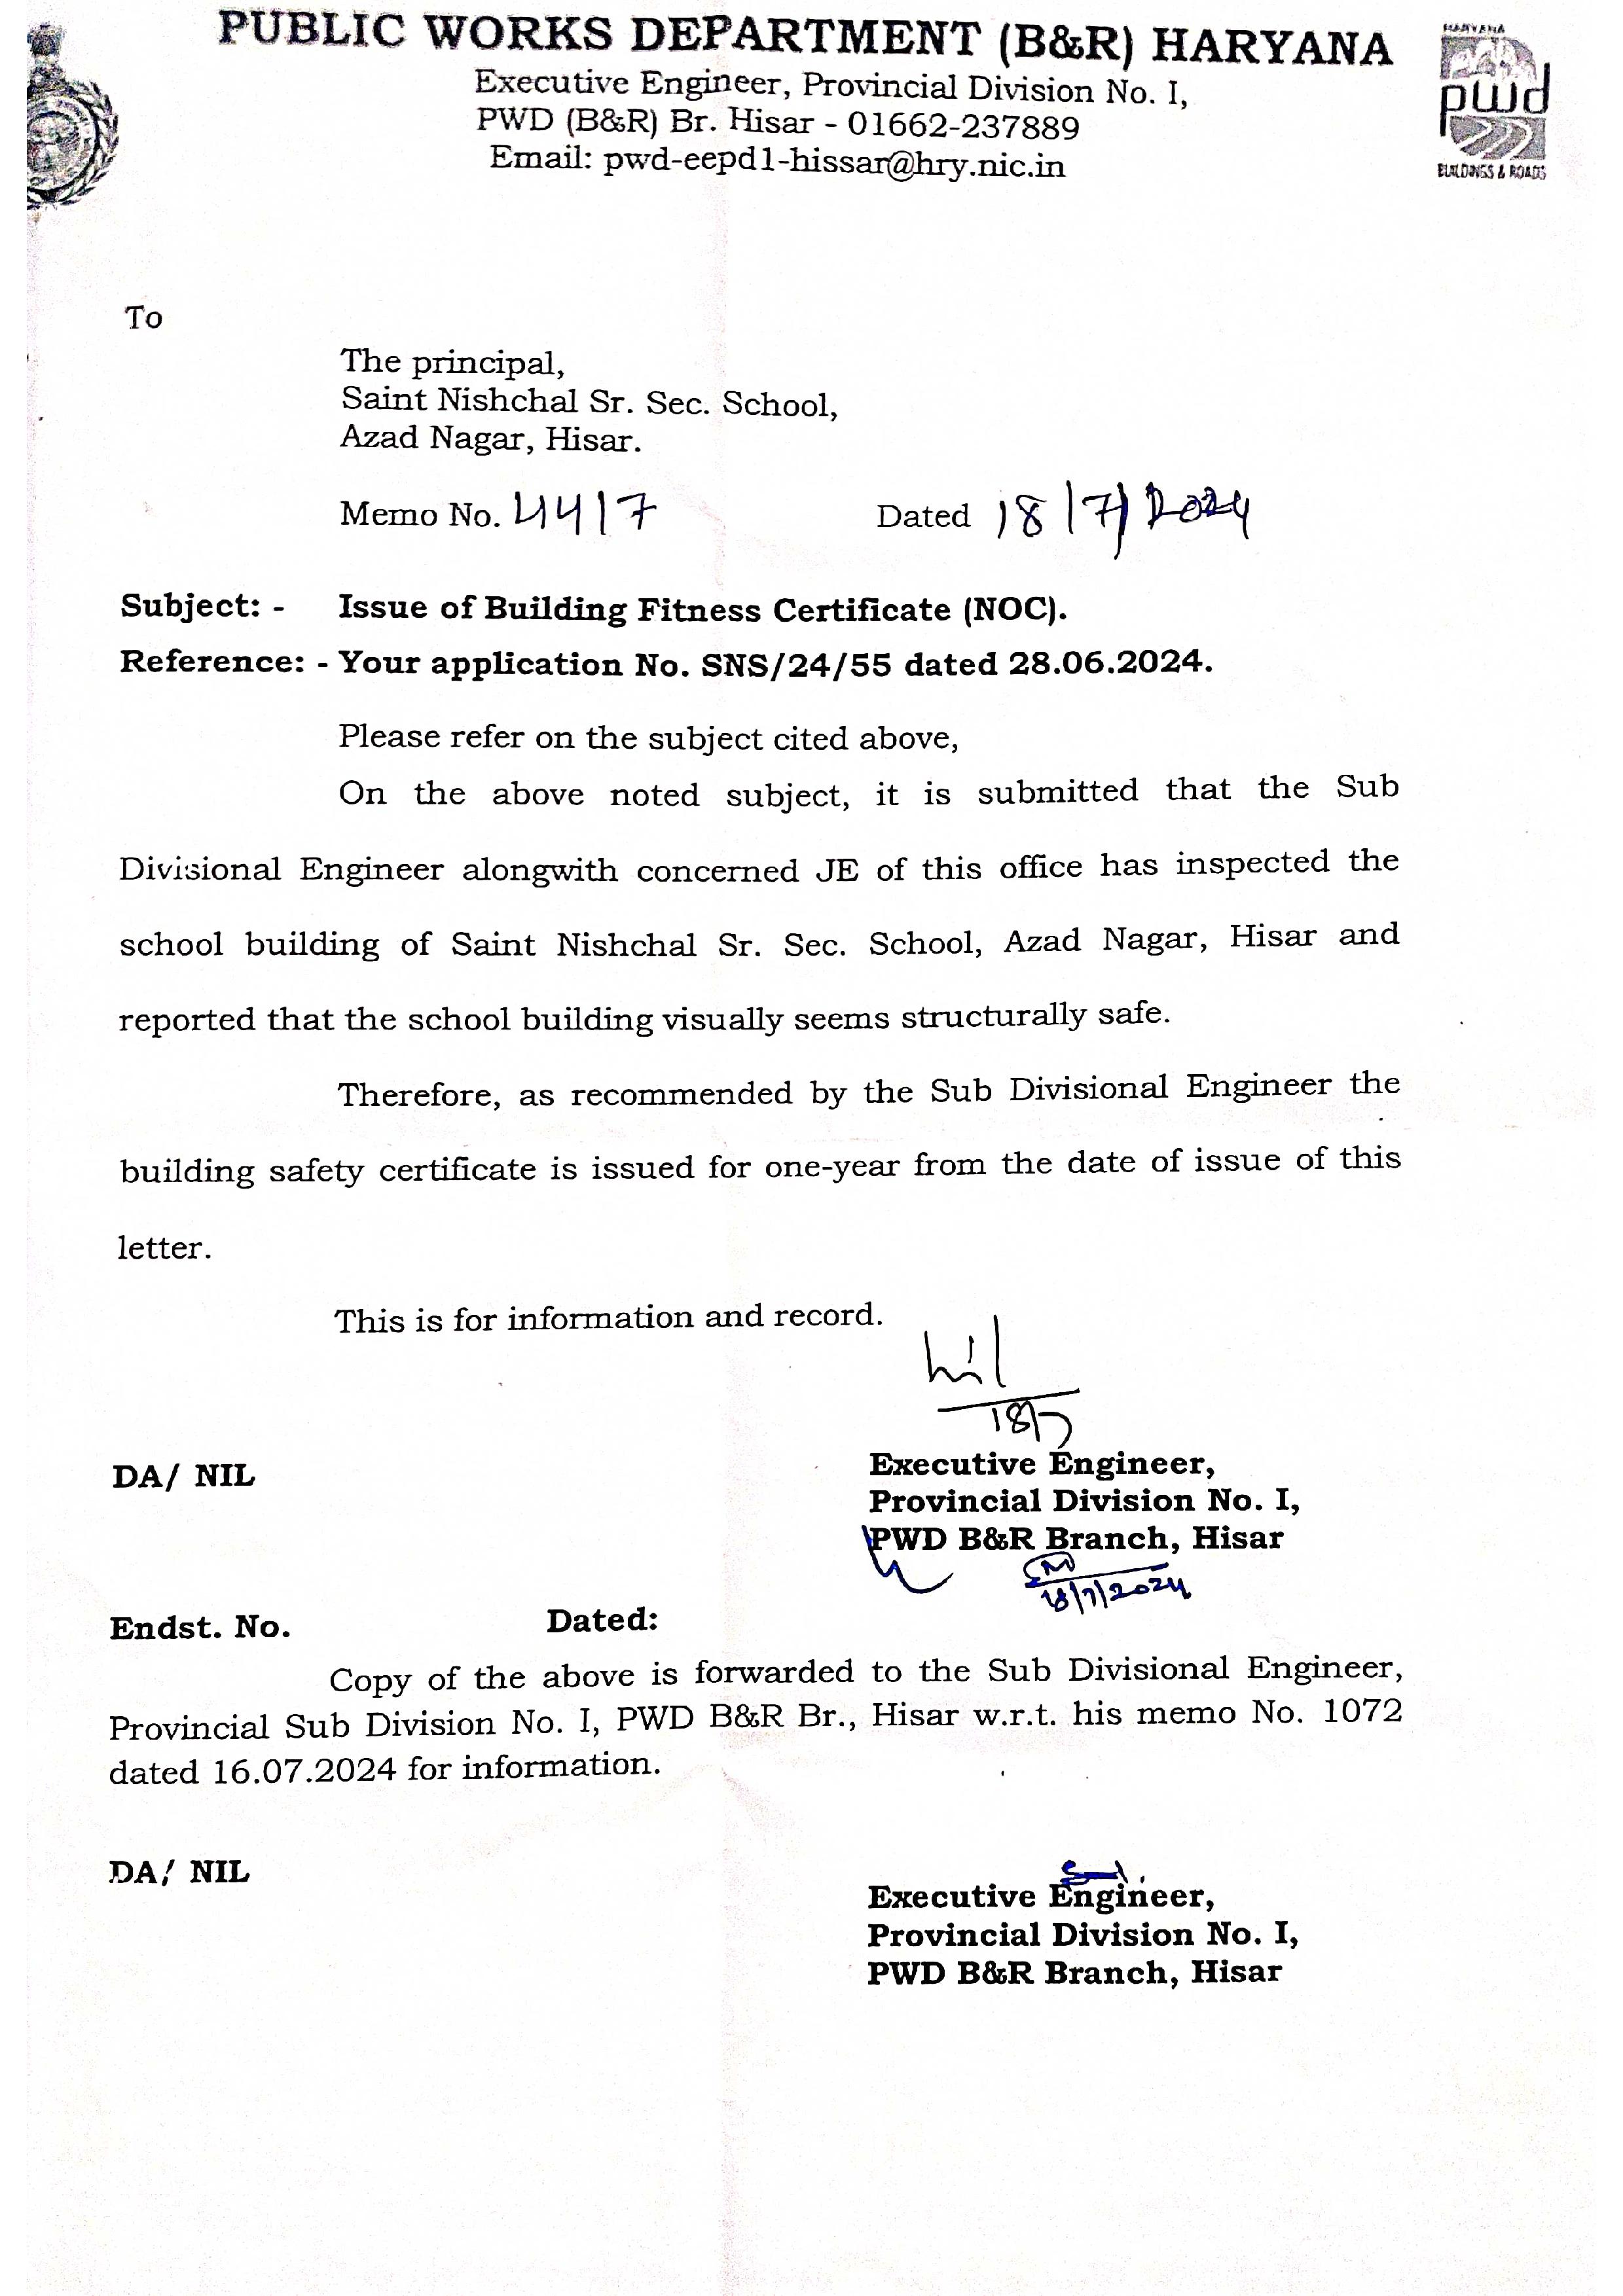 PUBLIC WORKS DEPARTMENT (B&R) HARYANA
Executive Engineer, Provincial Division No. I,
PWD (B&R) Br. Hisar - 01662-237889
Email: pwd-eepd1-hissar@hry.nic.in
HARYANA
pwd
BUILDINGS & ROADS
To
The principal,
Saint Nishchal Sr. Sec. School,
Azad Nagar, Hisar.
Memo No. 4417 Dated 18/7/2024
Subject: - Issue of Building Fitness Certificate (NOC).
Reference: - Your application No. SNS/24/55 dated 28.06.2024.
Please refer on the subject cited above,
On the above noted subject, it is submitted that the Sub
Divisional Engineer alongwith concerned JE of this office has inspected the
school building of Saint Nishchal Sr. Sec. School, Azad Nagar, Hisar and
reported that the school building visually seems structurally safe.
Therefore, as recommended by the Sub Divisional Engineer the
building safety certificate is issued for one-year from the date of issue of this
letter.
This is for information and record.
18/7
DA/ NIL
Executive Engineer,
Provincial Division No. I,
PWD B&R Branch, Hisar
18/7/2024
Endst. No. Dated:
Copy of the above is forwarded to the Sub Divisional Engineer,
Provincial Sub Division No. I, PWD B&R Br., Hisar w.r.t. his memo No. 1072
dated 16.07.2024 for information.
DA/ NIL
Executive Engineer,
Provincial Division No. I,
PWD B&R Branch, Hisar